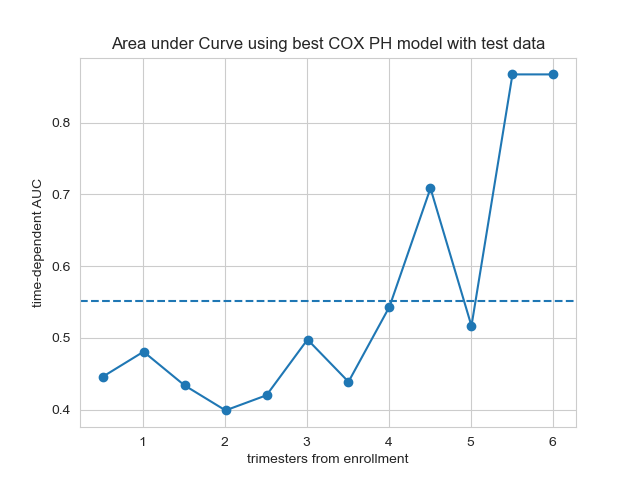 Area under Curve using best COX PH model with test data
time-dependent AUC
0.8
0.7
0.6
0.5
0.4
1 2 3 4 5 6
trimesters from enrollment